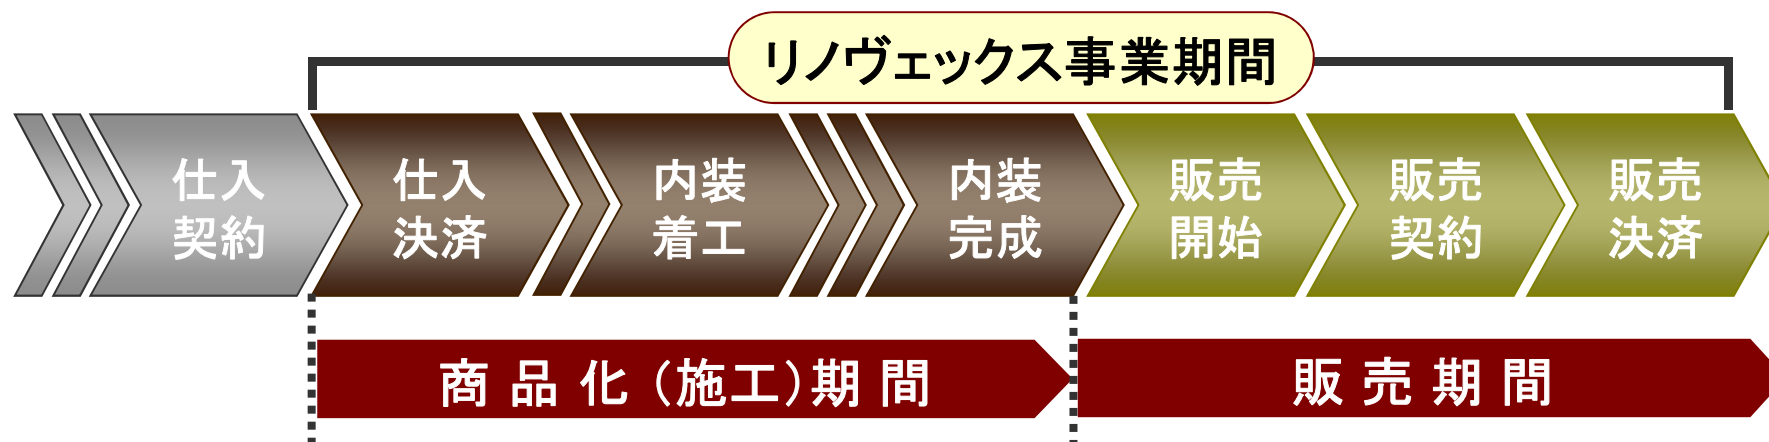 リノヴェックス事業期間
仕入
契約
仕入
決済
内装
着工
内装
完成
販売
開始
販売
契約
販売
決済
商品化（施工）期間
販売期間